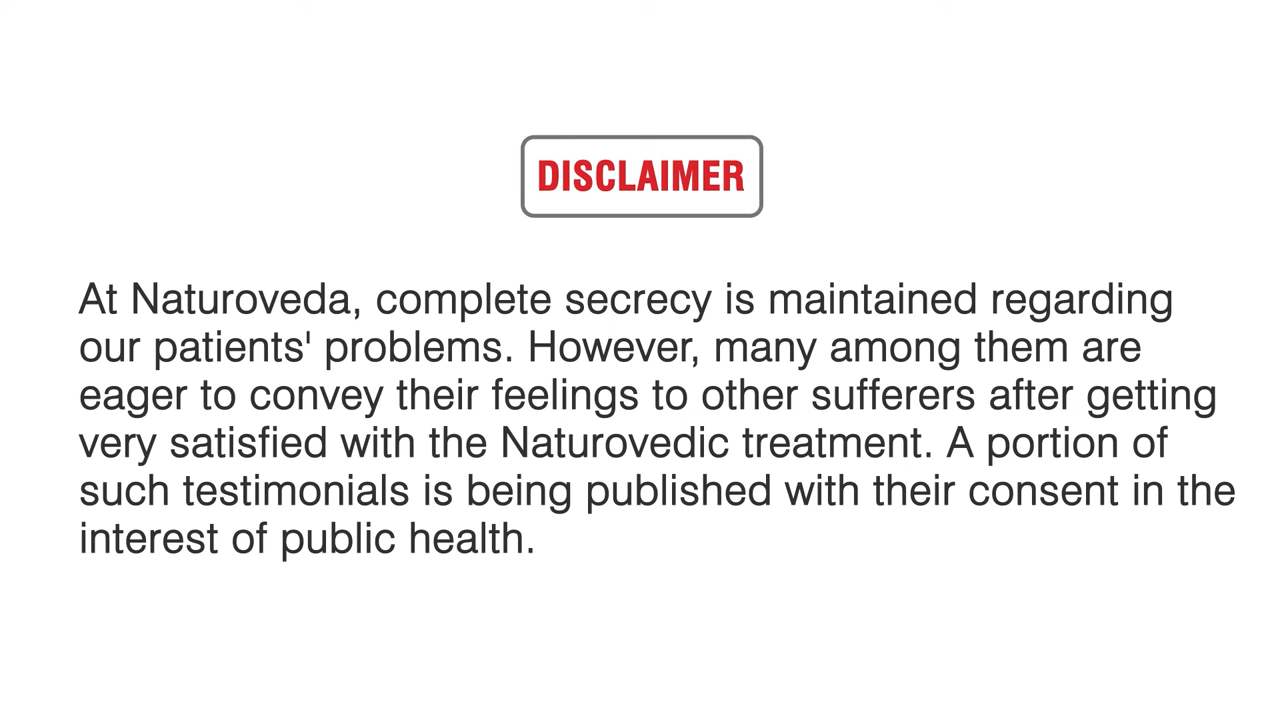 DISCLAIMER
At Naturoveda, complete secrecy is maintained regarding
our patients' problems. However, many among them are
eager to convey their feelings to other sufferers after getting
very satisfied with the Naturovedic treatment. A portion of
such testimonials is being published with their consent in the
interest of public health.